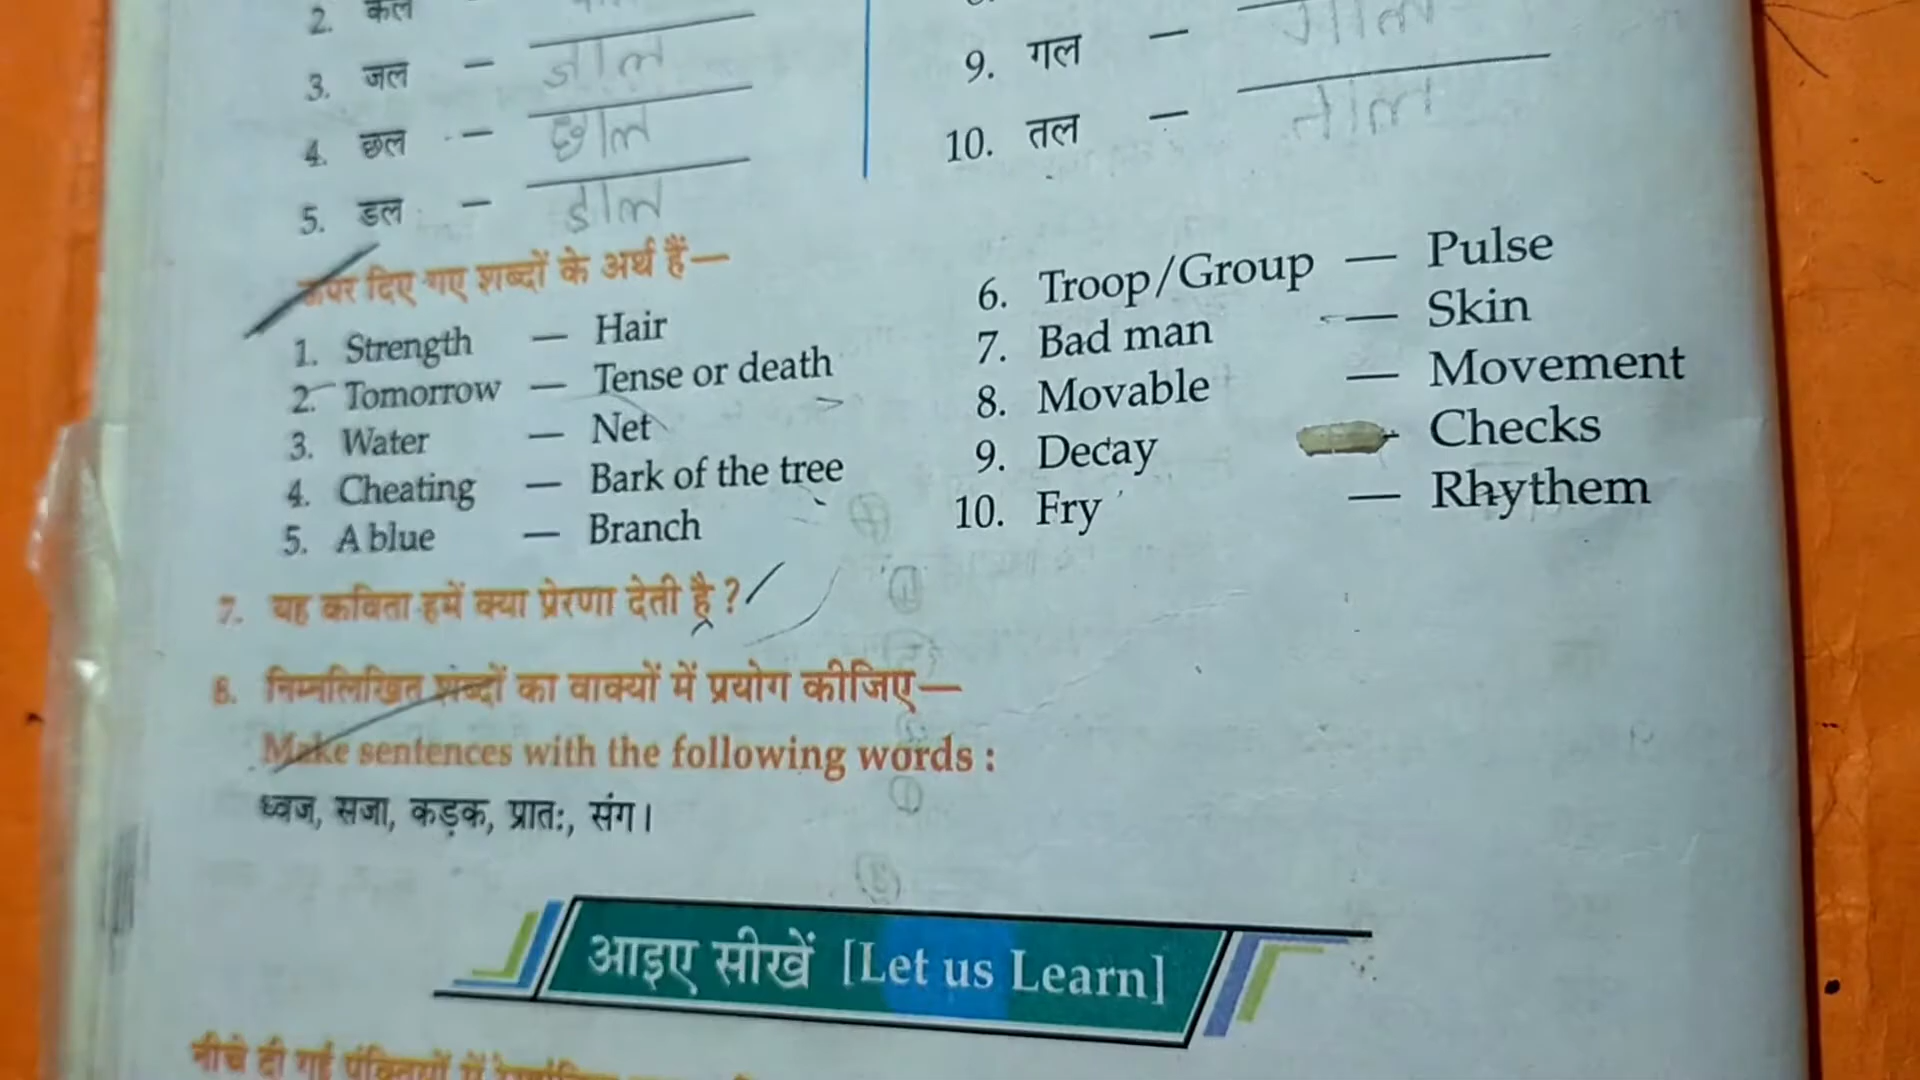 2. कल
3. जल — जाल
4. छल — छाल
5. डल — डाल
9. गल — गाल
10. तल — ताल
ऊपर दिए गए शब्दों के अर्थ हैं—
1. Strength — Hair
2. Tomorrow — Tense or death
3. Water — Net
4. Cheating — Bark of the tree
5. A blue — Branch
6. Troop/Group — Pulse
7. Bad man — Skin
8. Movable — Movement
9. Decay — Checks
10. Fry — Rhythem
7. यह कविता हमें क्या प्रेरणा देती है ?
8. निम्नलिखित शब्दों का वाक्यों में प्रयोग कीजिए—
Make sentences with the following words :
ध्वज, सजा, कड़क, प्रातः, संग।
आइए सीखें [Let us Learn]
नीचे दी गई पंक्तियों में